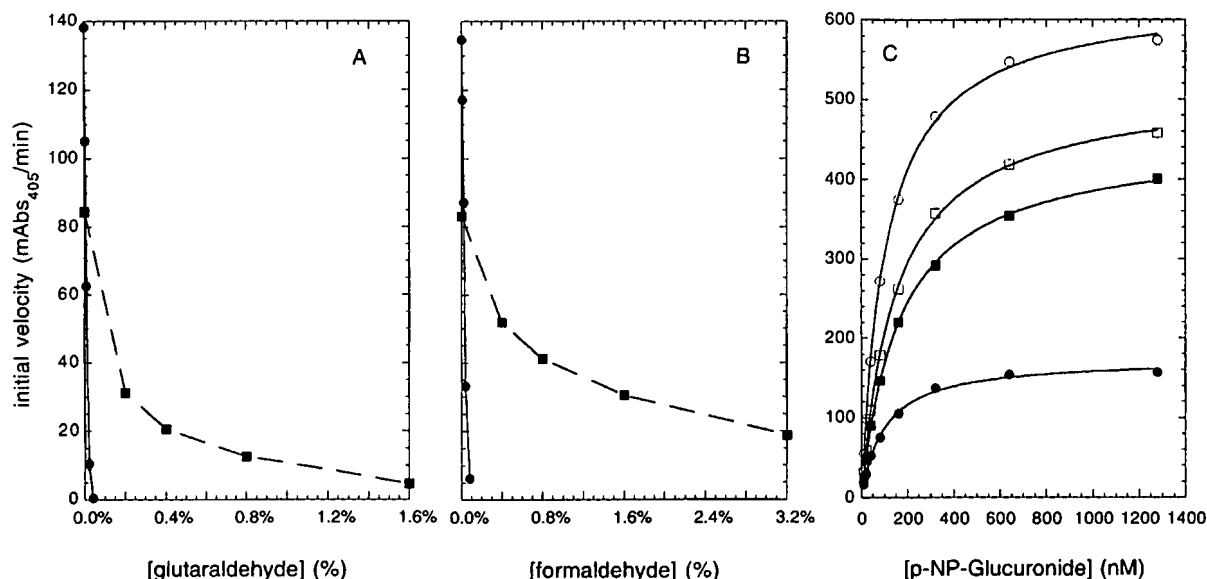 A
B
C
initial velocity (mAbs405/min)
140
120
100
80
60
40
20
0
0.0% 0.4% 0.8% 1.2% 1.6%
[glutaraldehyde] (%)
0.0% 0.8% 1.6% 2.4% 3.2%
[formaldehyde] (%)
600
500
400
300
200
100
0
0 200 400 600 800 1000 1200 1400
[p-NP-Glucuronide] (nM)